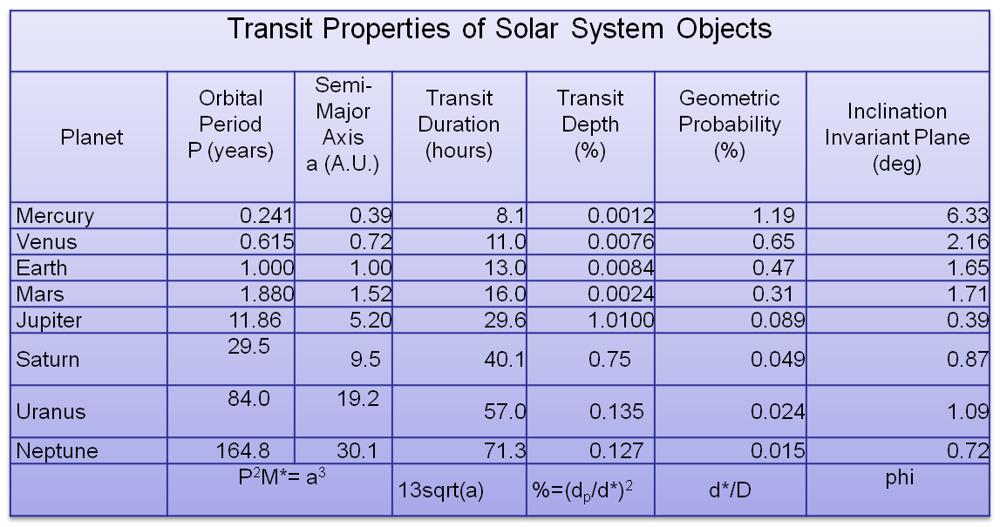 Transit Properties of Solar System Objects
Planet
Orbital
Period
P (years)
Semi-
Major
Axis
a (A.U.)
Transit
Duration
(hours)
Transit
Depth
(%)
Geometric
Probability
(%)
Inclination
Invariant Plane
(deg)
Mercury 0.241 0.39 8.1 0.0012 1.19 6.33
Venus 0.615 0.72 11.0 0.0076 0.65 2.16
Earth 1.000 1.00 13.0 0.0084 0.47 1.65
Mars 1.880 1.52 16.0 0.0024 0.31 1.71
Jupiter 11.86 5.20 29.6 1.0100 0.089 0.39
Saturn 29.5 9.5 40.1 0.75 0.049 0.87
Uranus 84.0 19.2 57.0 0.135 0.024 1.09
Neptune 164.8 30.1 71.3 0.127 0.015 0.72
P²M*= a³ 13sqrt(a) %=(dₚ/d*)² d*/D phi